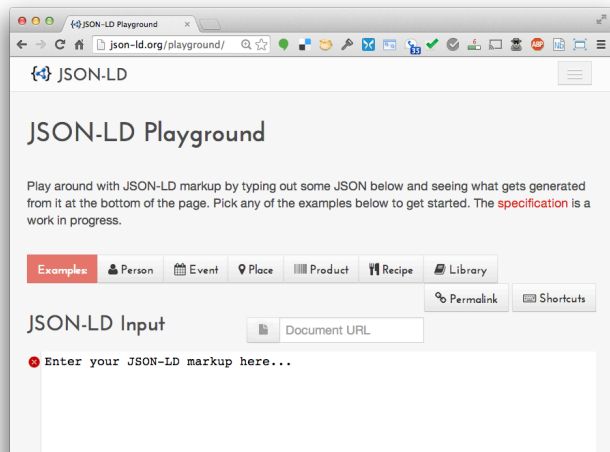 {<} JSON-LD Playground
json-ld.org/playground/
33
ABP
JSON-LD
JSON-LD Playground
Play around with JSON-LD markup by typing out some JSON below and seeing what gets generated
from it at the bottom of the page. Pick any of the examples below to get started. The specification is a
work in progress.
Examples: Person Event Place Product Recipe Library
Permalink Shortcuts
JSON-LD Input Document URL
Enter your JSON-LD markup here...